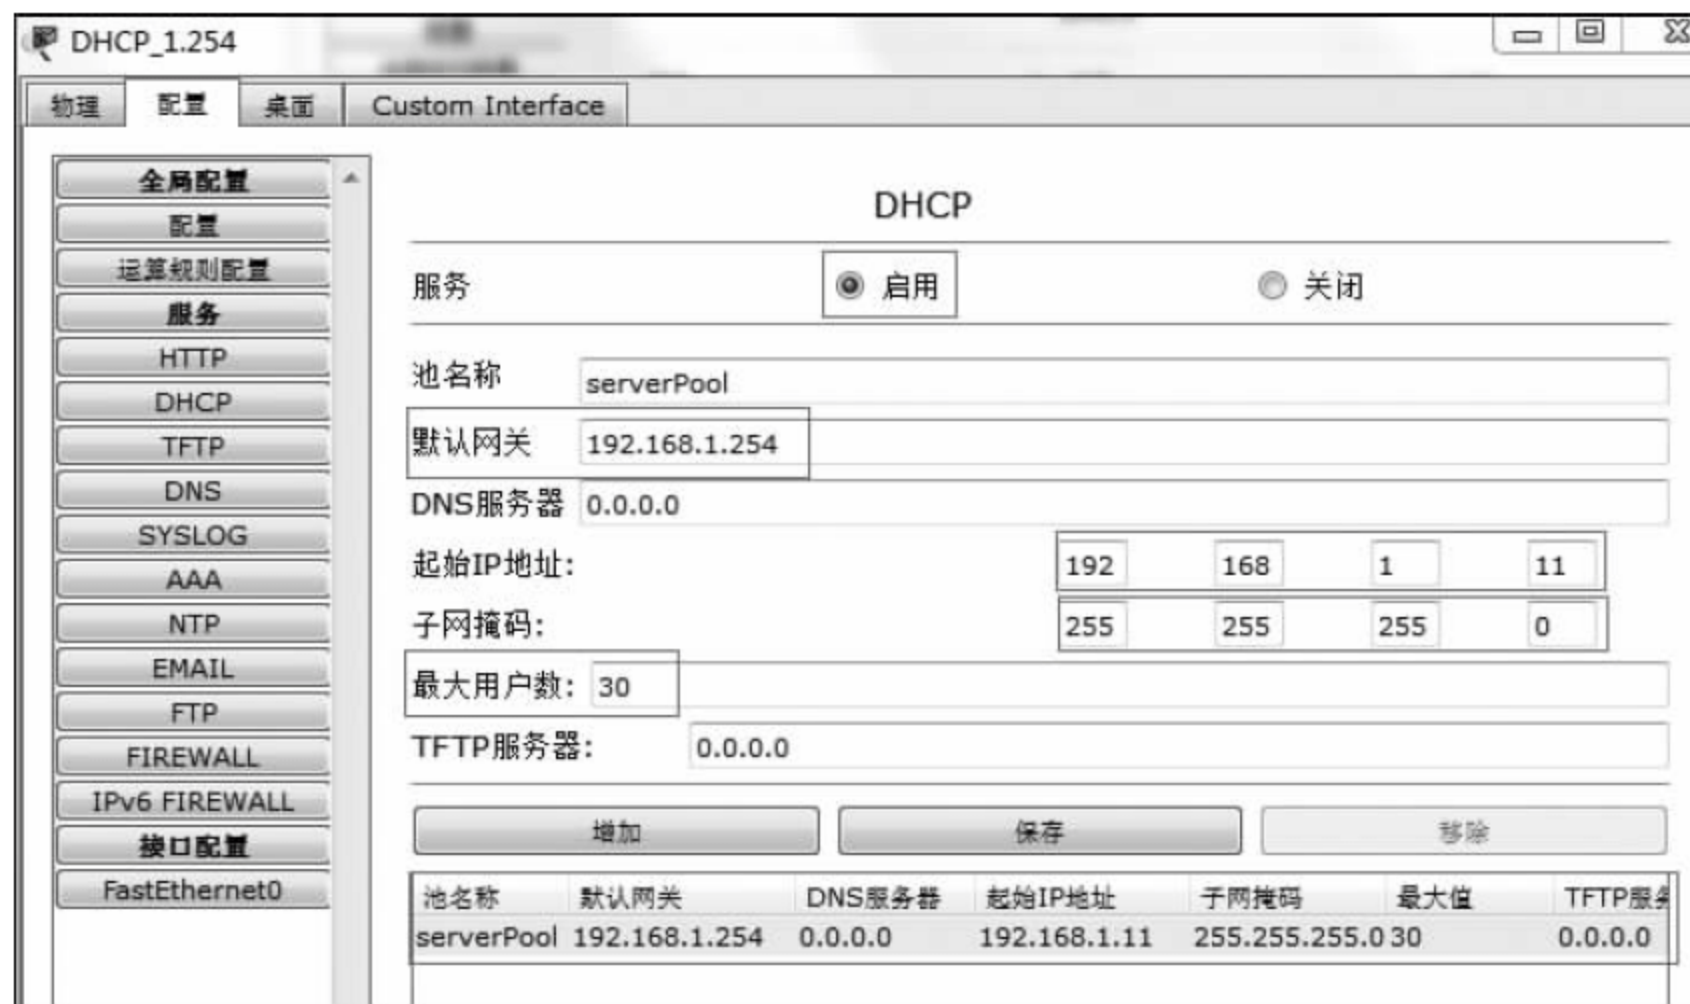 DHCP_1.254
物理 配置 桌面 Custom Interface
全局配置
配置
运算规则配置
服务
HTTP
DHCP
TFTP
DNS
SYSLOG
AAA
NTP
EMAIL
FTP
FIREWALL
IPv6 FIREWALL
接口配置
FastEthernet0
DHCP
服务 启用 关闭
池名称 serverPool
默认网关 192.168.1.254
DNS服务器 0.0.0.0
起始IP地址: 192 168 1 11
子网掩码: 255 255 255 0
最大用户数: 30
TFTP服务器: 0.0.0.0
增加 保存 移除
池名称 默认网关 DNS服务器 起始IP地址 子网掩码 最大值 TFTP服务
serverPool 192.168.1.254 0.0.0.0 192.168.1.11 255.255.255.0 30 0.0.0.0